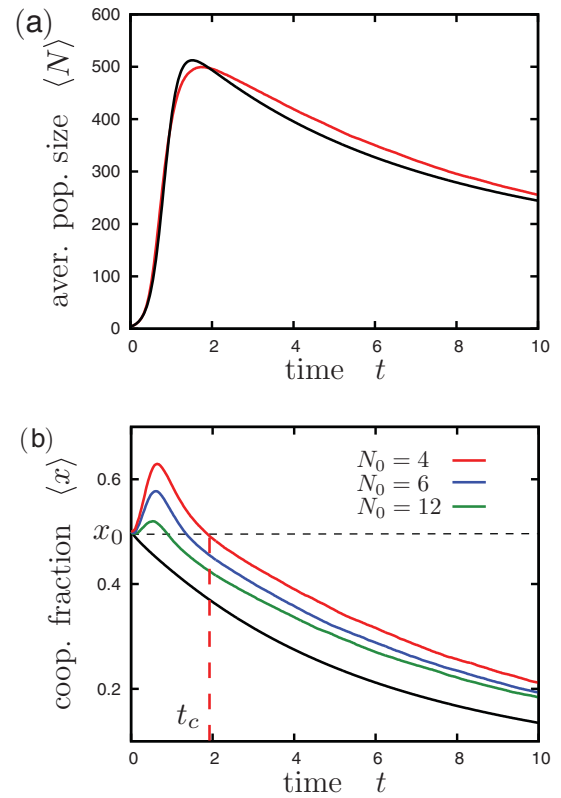 (a)
aver. pop. size ⟨N⟩
600
500
400
300
200
100
0
0 2 4 6 8 10
time t
(b)
coop. fraction ⟨x⟩
0.6
x₀
0.4
0.2
N₀ = 4
N₀ = 6
N₀ = 12
t_c
0 2 4 6 8 10
time t